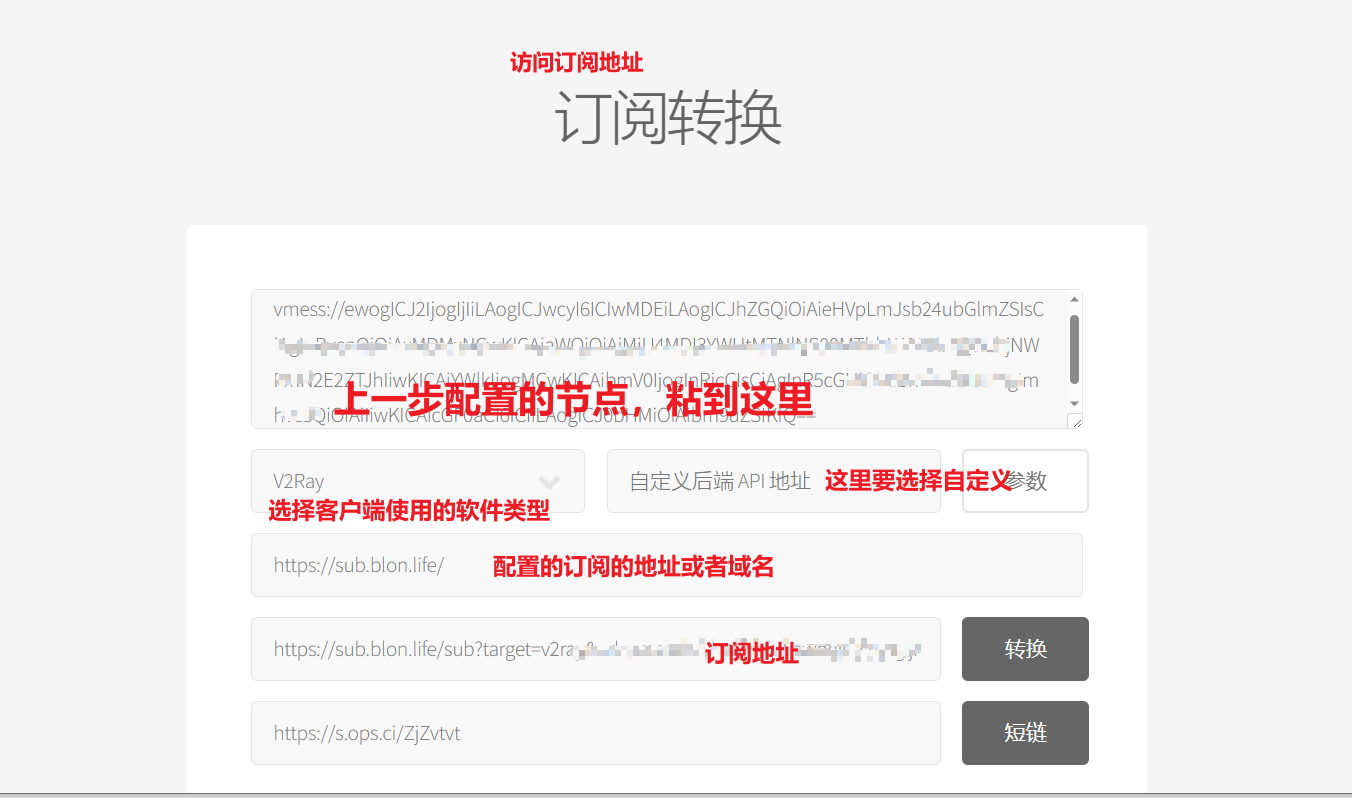 访问订阅地址
订阅转换
vmess://ewogICJ2IjogIjIiLAogICJwcyI6ICIwMDEiLAogICJhZGQiOiAieHVpLmJsb24ubGlmZSIsC
上一步配置的节点，粘到这里
V2Ray
自定义后端 API 地址
这里要选择自定义
参数
选择客户端使用的软件类型
https://sub.blon.life/
配置的订阅的地址或者域名
https://sub.blon.life/sub?target=v2ray
订阅地址
转换
https://s.ops.ci/ZjZvtvt
短链